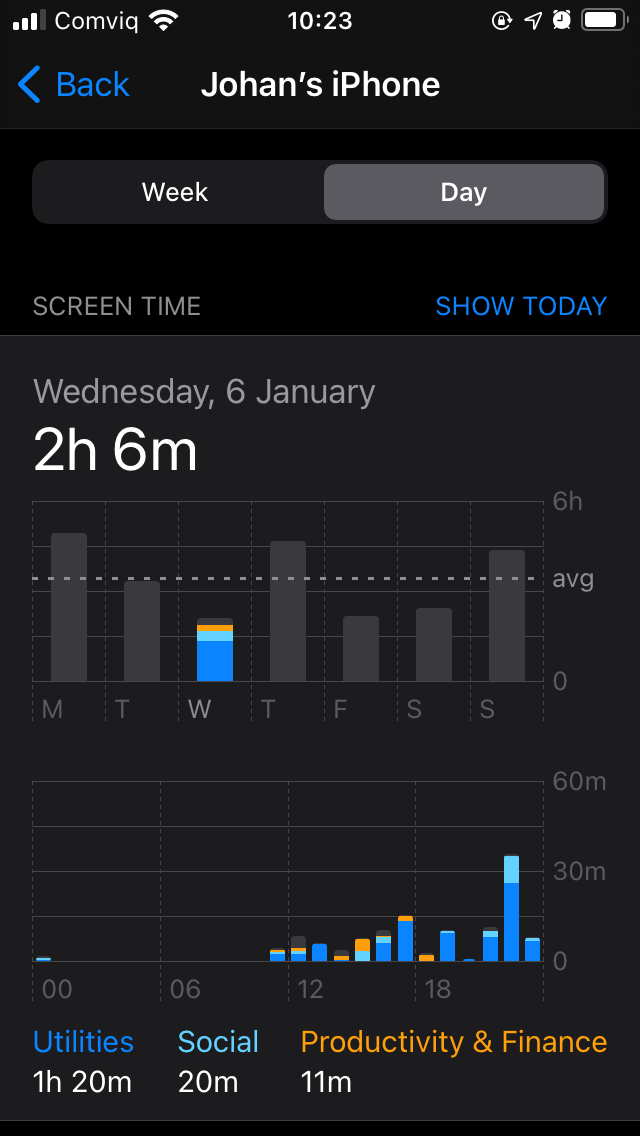 Comviq 10:23
Back Johan’s iPhone
Week Day
SCREEN TIME SHOW TODAY
Wednesday, 6 January
2h 6m
6h
avg
0
M T W T F S S
60m
30m
0
00 06 12 18
Utilities Social Productivity & Finance
1h 20m 20m 11m